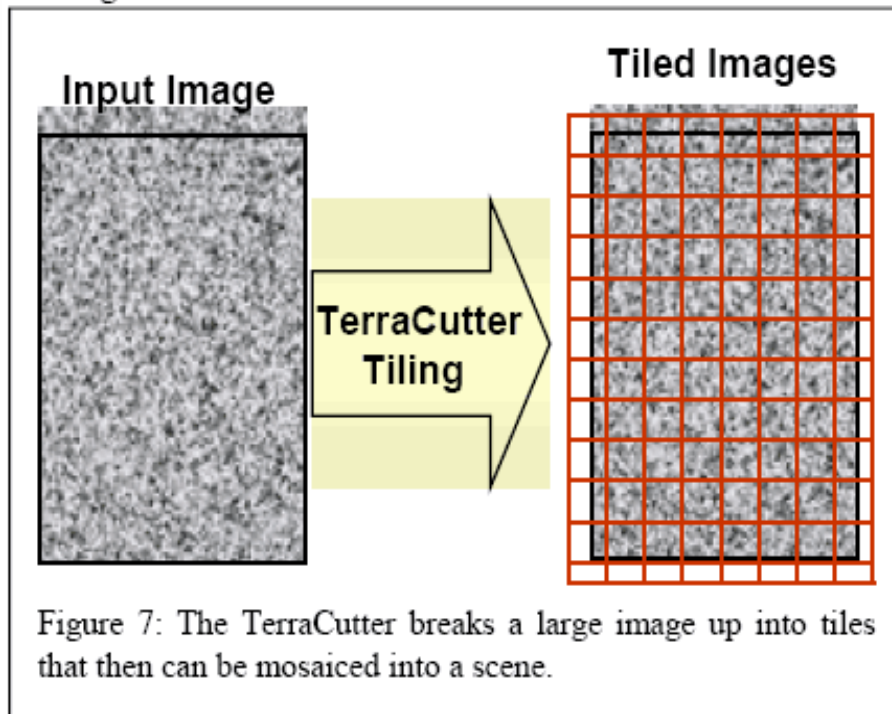 Input Image
Tiled Images
TerraCutter
Tiling
Figure 7: The TerraCutter breaks a large image up into tiles
that then can be mosaiced into a scene.